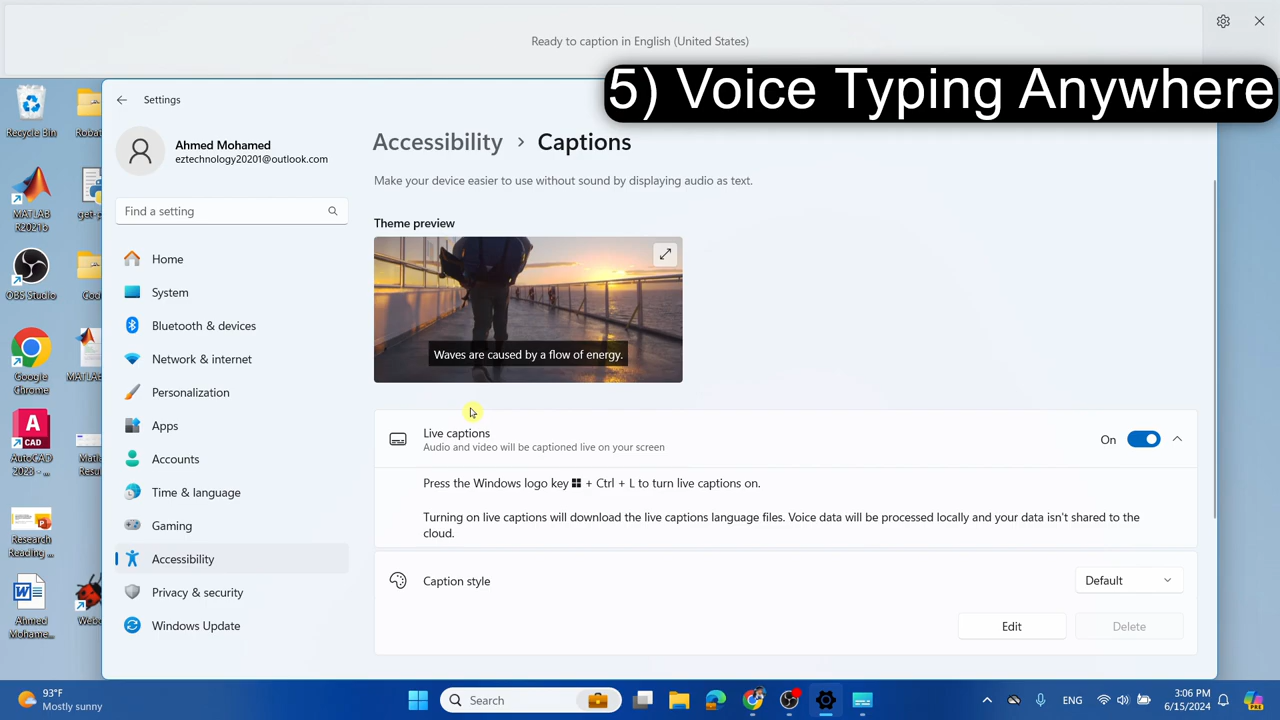 Ready to caption in English (United States)
5) Voice Typing Anywhere
Settings
Ahmed Mohamed
eztechnology20201@outlook.com
Find a setting
Home
System
Bluetooth & devices
Network & internet
Personalization
Apps
Accounts
Time & language
Gaming
Accessibility
Privacy & security
Windows Update
Accessibility > Captions
Make your device easier to use without sound by displaying audio as text.
Theme preview
Waves are caused by a flow of energy.
Live captions
Audio and video will be captioned live on your screen
On
Press the Windows logo key + Ctrl + L to turn live captions on.
Turning on live captions will download the live captions language files. Voice data will be processed locally and your data isn't shared to the
cloud.
Caption style
Default
Edit
Delete
Recycle Bin
MATLAB
R2021b
OBS Studio
Google
Chrome
AutoCAD
2023 - ...
Research
Reading ...
Ahmed
Mohame...
93°F
Mostly sunny
Search
ENG
3:06 PM
6/15/2024